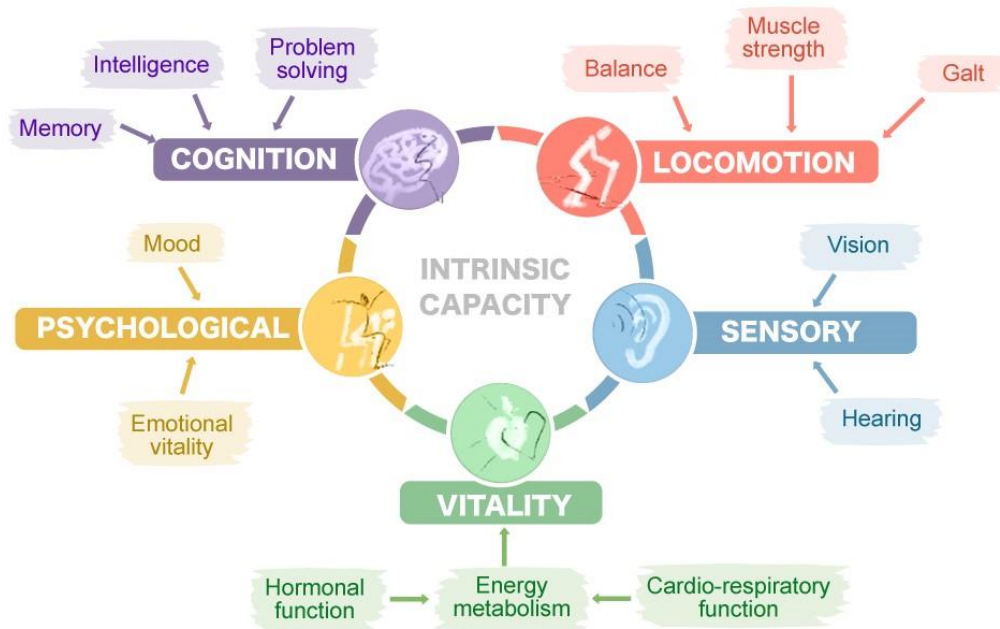 Problem
solving
Intelligence
Memory
COGNITION
Muscle
strength
Balance
Galt
LOCOMOTION
INTRINSIC
CAPACITY
Mood
PSYCHOLOGICAL
Emotional
vitality
Vision
SENSORY
Hearing
VITALITY
Hormonal
function
Energy
metabolism
Cardio-respiratory
function